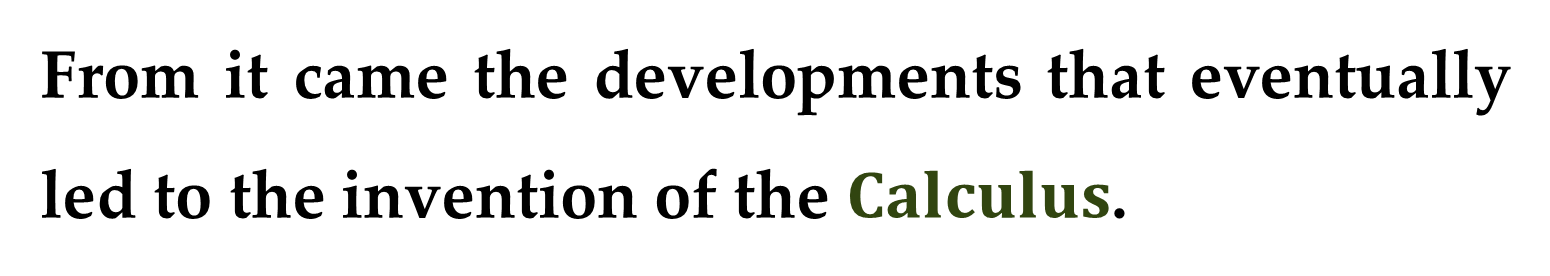 From it came the developments that eventually
led to the invention of the Calculus.